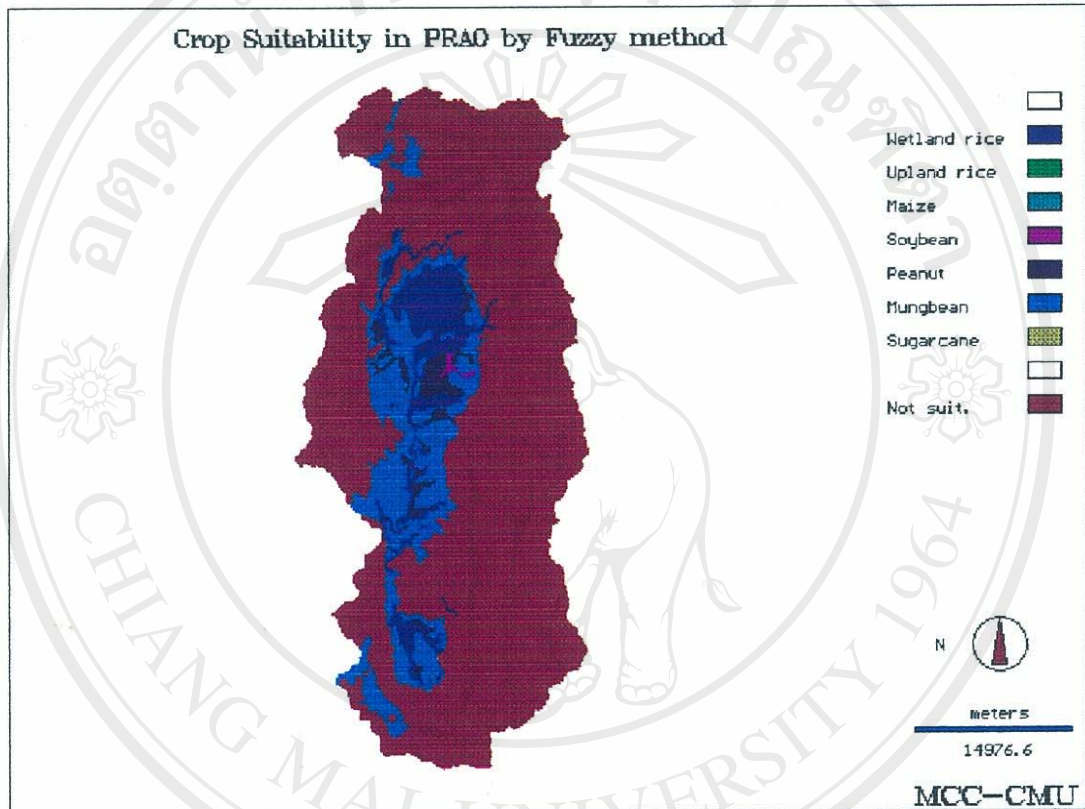 Crop Suitability in PRAO by Fuzzy method
Wetland rice
Upland rice
Maize
Soybean
Peanut
Mungbean
Sugarcane
Not suit.
N
meters
14976.6
MCC-CMU
CHIANG MAI UNIVERSITY 1964